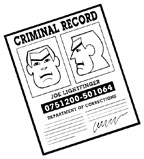 CRIMINAL RECORD
JOE LIGHTFINGER
0751200-501064
DEPARTMENT OF CORRECTIONS